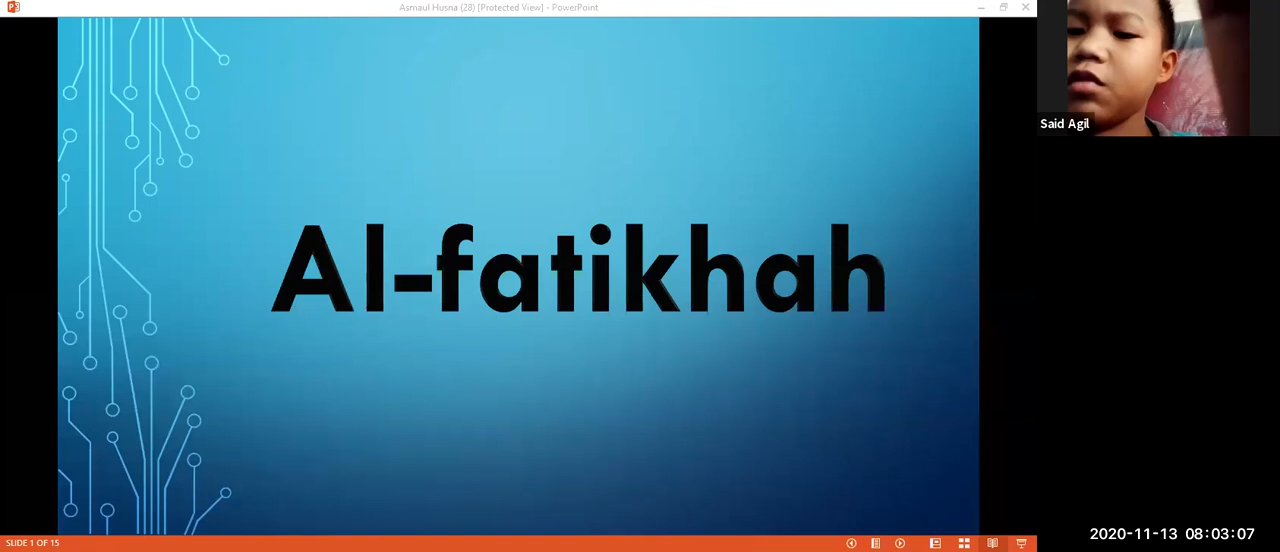 Asmaul Husna (28) [Protected View] - PowerPoint
Said Agil
Al-fatikhah
SLIDE 1 OF 15
2020-11-13 08:03:07